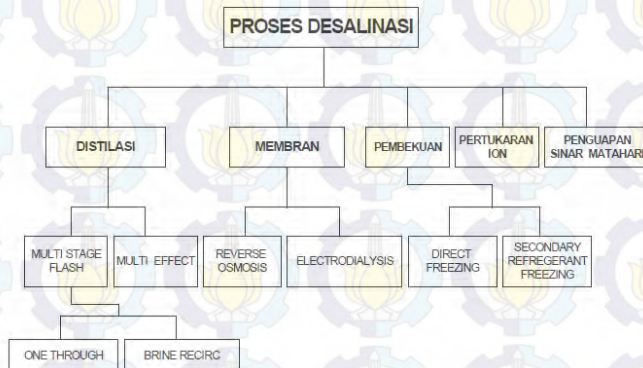 PROSES DESALINASI
DISTILASI
MEMBRAN
PEMBEKUAN
PERTUKARAN
ION
PENGUAPAN
SINAR MATAHARI
MULTI STAGE
FLASH
MULTI EFFECT
REVERSE
OSMOSIS
ELECTRODIALYSIS
DIRECT
FREEZING
SECONDARY
REFREGERANT
FREEZING
ONE THROUGH
BRINE RECIRC